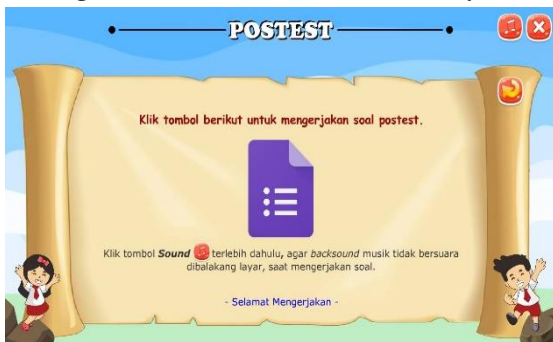 POSTEST
Klik tombol berikut untuk mengerjakan soal postest.
Klik tombol Sound terlebih dahulu, agar backsound musik tidak bersuara
dibalakang layar, saat mengerjakan soal.
- Selamat Mengerjakan -